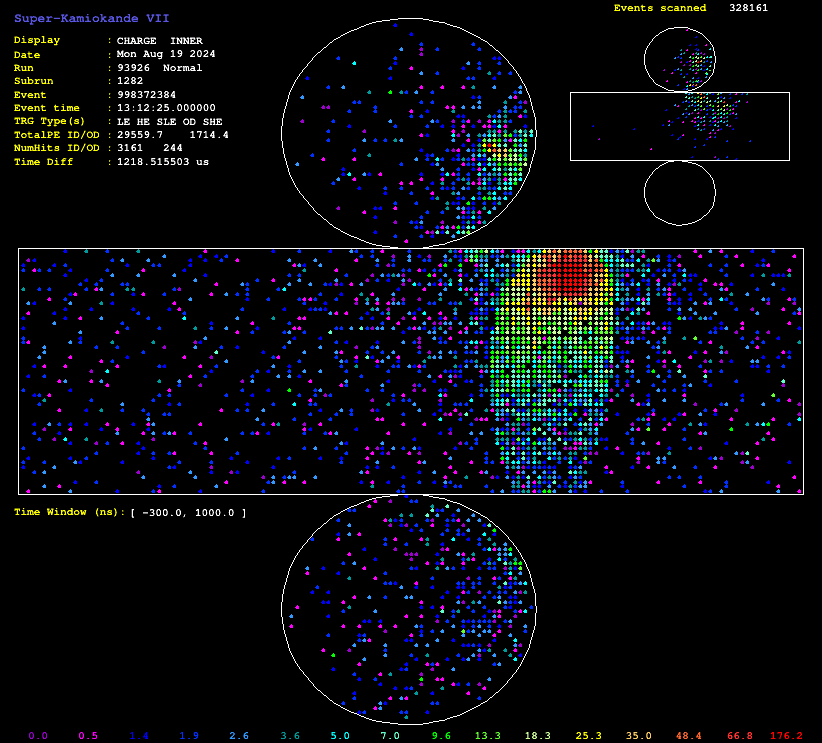 Super-Kamiokande VII
Events scanned 328161
Display : CHARGE INNER
Date : Mon Aug 19 2024
Run : 93926 Normal
Subrun : 1282
Event : 998372384
Event time : 13:12:25.000000
TRG Type(s) : LE HE SLE OD SHE
TotalPE ID/OD : 29559.7 1714.4
NumHits ID/OD : 3161 244
Time Diff : 1218.515503 us
Time Window (ns): [ -300.0, 1000.0 ]
0.0 0.5 1.4 1.9 2.6 3.6 5.0 7.0 9.6 13.3 18.3 25.3 35.0 48.4 66.8 176.2